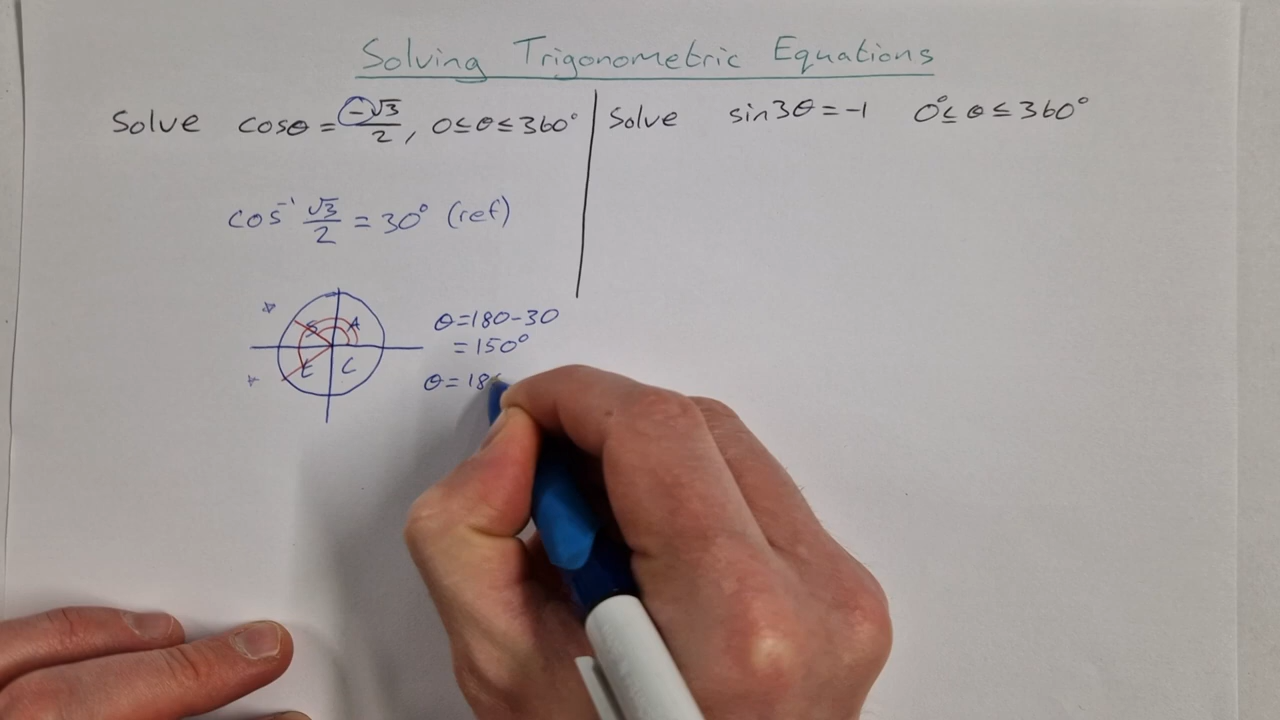 Solving Trigonometric Equations
Solve cosθ = -√3/2, 0≤θ≤360°
cos⁻¹ √3/2 = 30° (ref)
S A
t C
θ=180-30
=150°
θ=18
Solve sin3θ=-1 0°≤θ≤360°